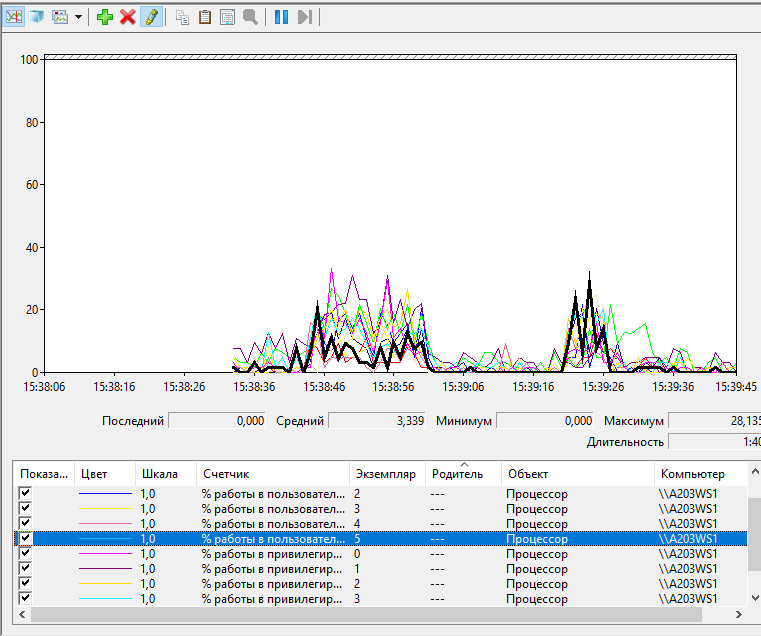 100
80
60
40
20
0
15:38:06 15:38:16 15:38:26 15:38:36 15:38:46 15:38:56 15:39:06 15:39:16 15:39:26 15:39:36 15:39:45
Последний 0,000 Средний 3,339 Минимум 0,000 Максимум 28,135
Длительность 1:40
Показа... Цвет Шкала Счетчик Экземпляр Родитель Объект Компьютер
1,0 % работы в пользовател... 2 --- Процессор \\A203WS1
1,0 % работы в пользовател... 3 --- Процессор \\A203WS1
1,0 % работы в пользовател... 4 --- Процессор \\A203WS1
1,0 % работы в пользовател... 5 --- Процессор \\A203WS1
1,0 % работы в привилегир... 0 --- Процессор \\A203WS1
1,0 % работы в привилегир... 1 --- Процессор \\A203WS1
1,0 % работы в привилегир... 2 --- Процессор \\A203WS1
1,0 % работы в привилегир... 3 --- Процессор \\A203WS1